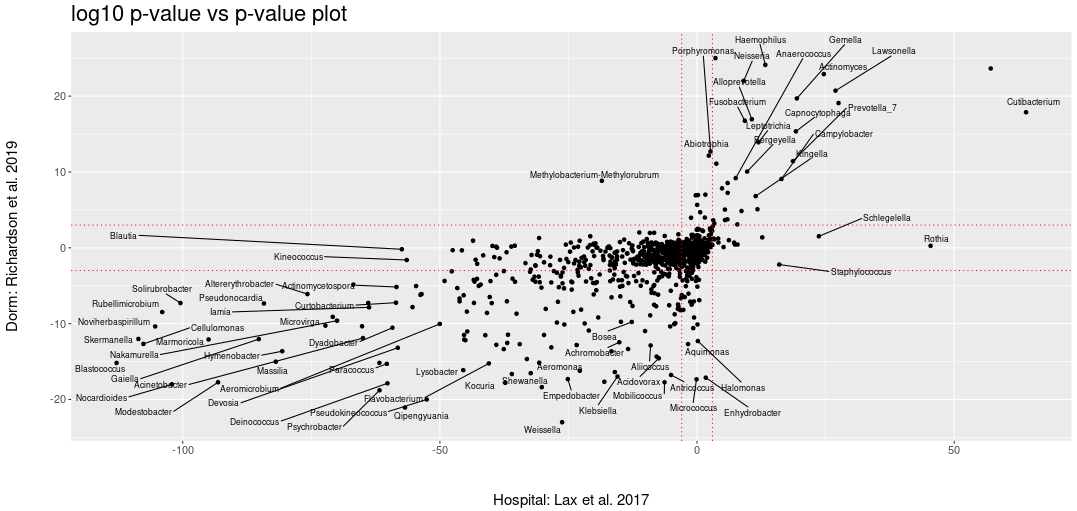 log10 p-value vs p-value plot
Dorm: Richardson et al. 2019
Haemophilus
Gemella
Porphyromonas
Neisseria
Anaerococcus
Lawsonella
Actinomyces
Alloprevotella
20
Fusobacterium
Cutibacterium
Prevotella_7
Capnocytophaga
Leptotrichia
Campylobacter
Bergeyella
Abiotrophia
Kingella
10
Methylobacterium-Methylorubrum
Schlegelella
Blautia
Rothia
0
Kineococcus
Staphylococcus
Altererythrobacter
Actinomycetospora
Solirubrobacter
Pseudonocardia
Rubellimicrobium
Curtobacterium
Iamia
Noviherbaspirillum
Microvirga
-10
Cellulomonas
Skermanella
Marmoricola
Dyadobacter
Bosea
Nakamurella
Hymenobacter
Achromobacter
Aquimonas
Blastococcus
Massilia
Paracoccus
Lysobacter
Aeromonas
Aliicoccus
Gaiella
Acinetobacter
Aeromicrobium
Kocuria
Shewanella
Acidovorax
Antricoccus
Halomonas
Nocardioides
Flavobacterium
Empedobacter
Mobilicoccus
-20
Devosia
Modestobacter
Pseudokineococcus
Qipengyuania
Klebsiella
Micrococcus
Enhydrobacter
Deinococcus
Psychrobacter
Weissella
-100
-50
0
50
Hospital: Lax et al. 2017